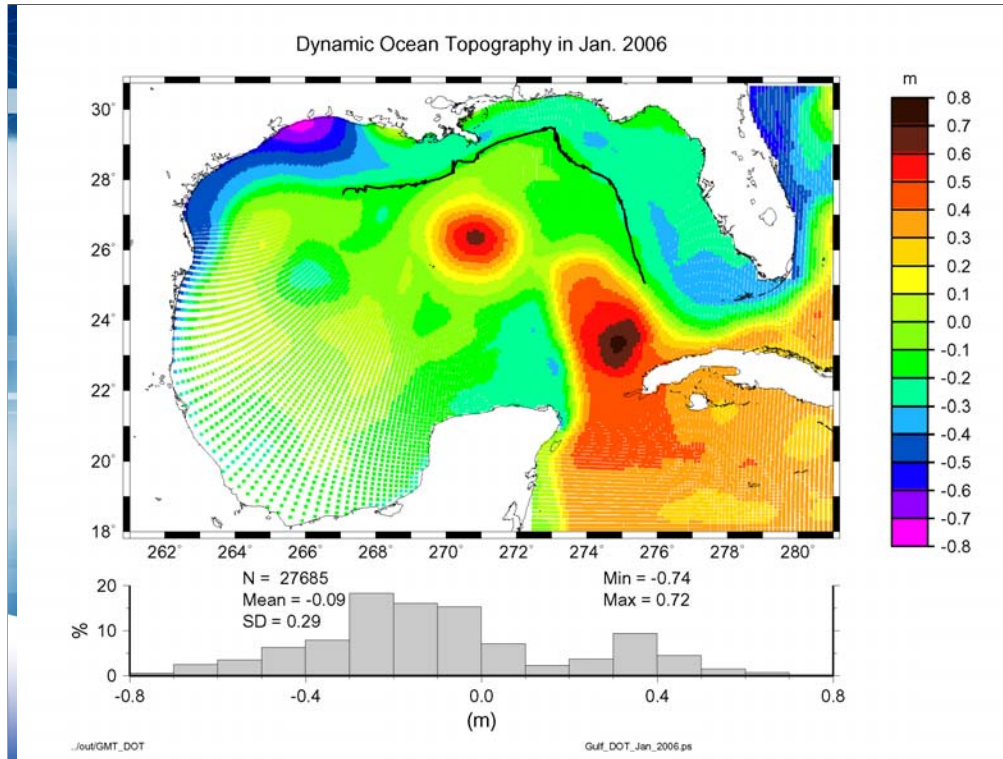 Dynamic Ocean Topography in Jan. 2006
m
30°
28°
26°
24°
22°
20°
18°
262° 264° 266° 268° 270° 272° 274° 276° 278° 280°
0.8
0.7
0.6
0.5
0.4
0.3
0.2
0.1
0.0
-0.1
-0.2
-0.3
-0.4
-0.5
-0.6
-0.7
-0.8
N = 27685
Mean = -0.09
SD = 0.29
Min = -0.74
Max = 0.72
20
10
0
%
-0.8 -0.4 0.0 0.4 0.8
(m)
../out/GMT_DOT
Gulf_DOT_Jan_2006.ps